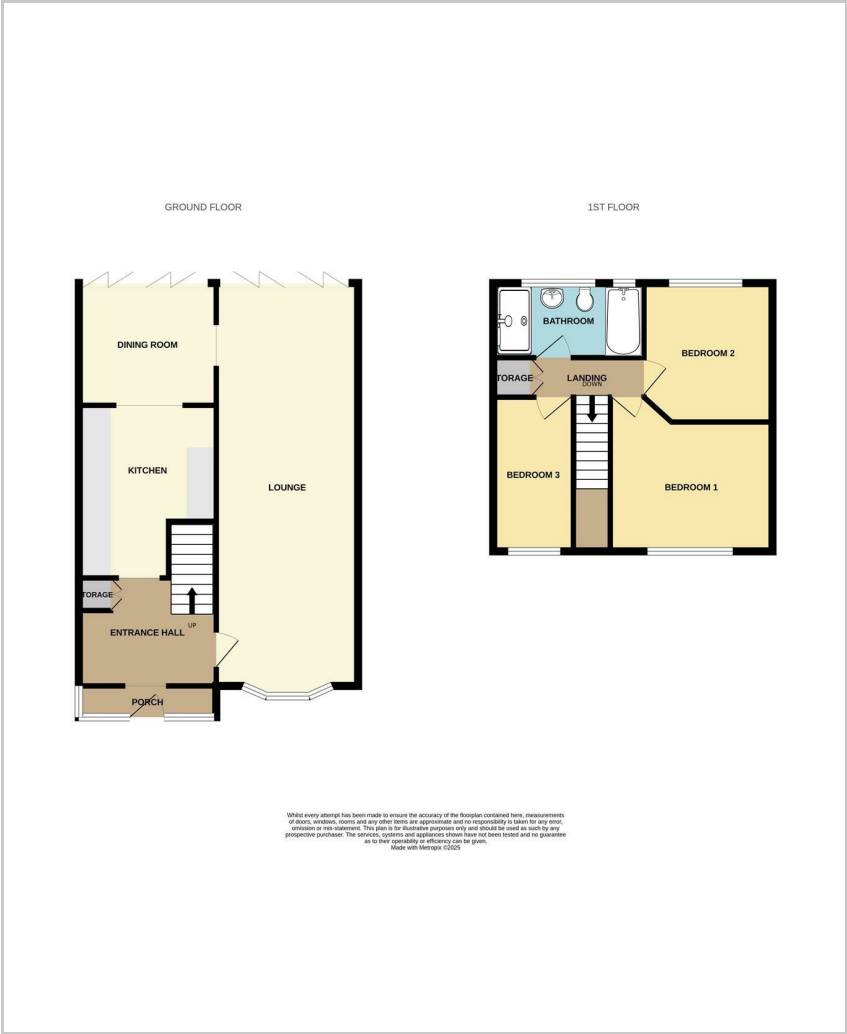 GROUND FLOOR
DINING ROOM
KITCHEN
LOUNGE
TORAGE
UP
ENTRANCE HALL
PORCH
1ST FLOOR
BATHROOM
BEDROOM 2
TORAGE
LANDING
DOWN
BEDROOM 3
BEDROOM 1
Whilst every attempt has been made to ensure the accuracy of the floorplan contained here, measurements
of doors, windows, rooms and any other items are approximate and no responsibility is taken for any error,
omission or mis-statement. This plan is for illustrative purposes only and should be used as such by any
prospective purchaser. The services, systems and appliances shown have not been tested and no guarantee
as to their operability or efficiency can be given.
Made with Metropix ©2025